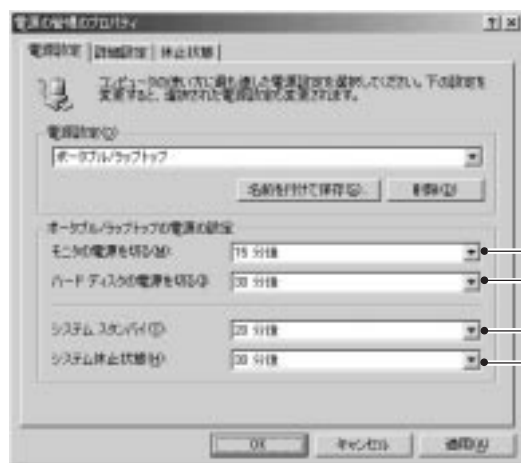 電源の管理のプロパティ
電源設定 詳細設定 休止状態
コンピュータの使い方に最も適した電源設定を選択してください。下の設定を
変更すると、選択された電源設定も変更されます。
電源設定(O)
ポータブル/ラップトップ
名前を付けて保存(S)... 削除(D)
ポータブル/ラップトップの電源の設定
モニタの電源を切る(M): 15 分後
ハード ディスクの電源を切る(I): 30 分後
システム スタンバイ(T): 20 分後
システム休止状態(H): 30 分後
OK キャンセル 適用(A)